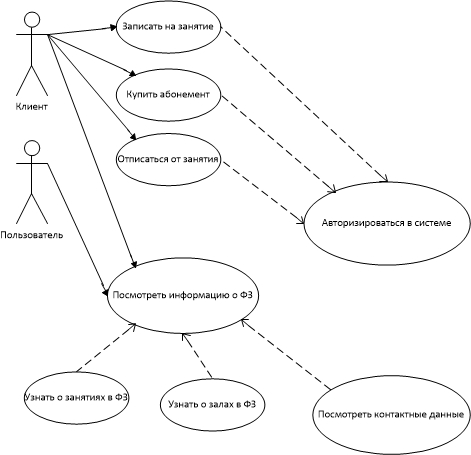 Записать на занятие
Клиент
Купить абонемент
Отписаться от занятия
Пользователь
Авторизироваться в системе
Посмотреть информацию о ФЗ
Узнать о занятиях в ФЗ
Узнать о залах в ФЗ
Посмотреть контактные данные